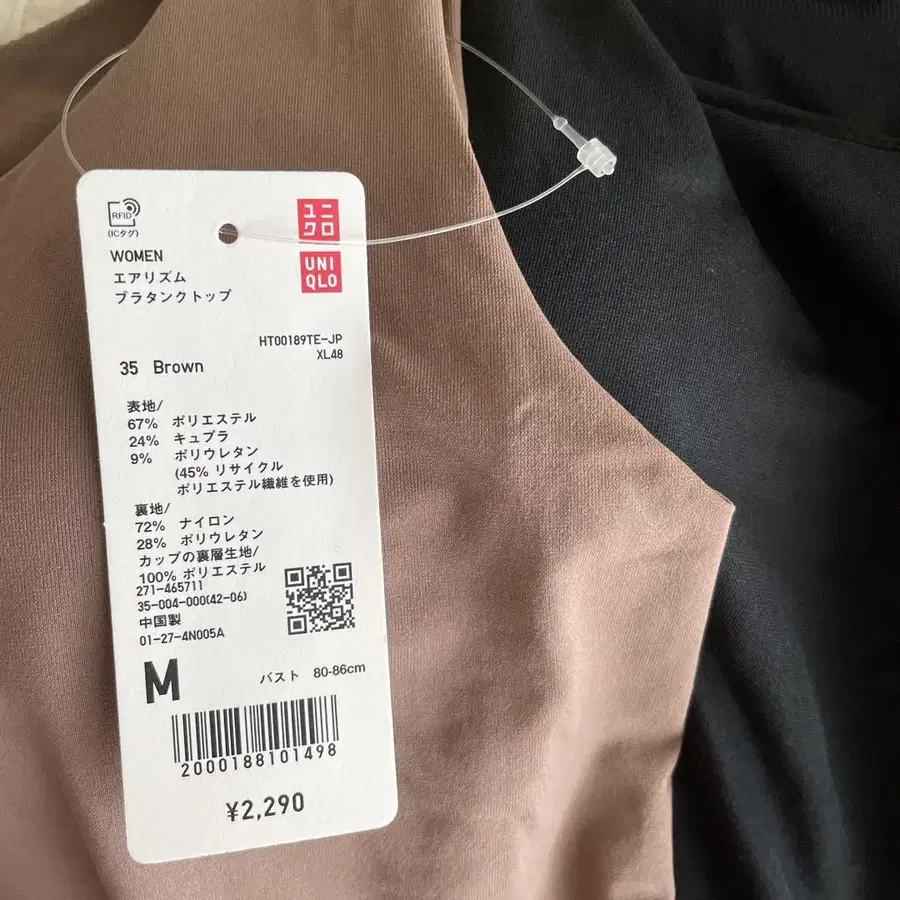 RFID
(ICタグ)
ユニ
クロ
UNI
QLO
WOMEN
エアリズム
ブラタンクトップ
HT00189TE-JP
XL48
35 Brown
表地/
67% ポリエステル
24% キュプラ
9% ポリウレタン
(45% リサイクル
ポリエステル繊維を使用)
裏地/
72% ナイロン
28% ポリウレタン
カップの裏層生地/
100% ポリエステル
271-465711
35-004-000(42-06)
中国製
01-27-4N005A
M バスト 80-86cm
2000188101498
¥2,290